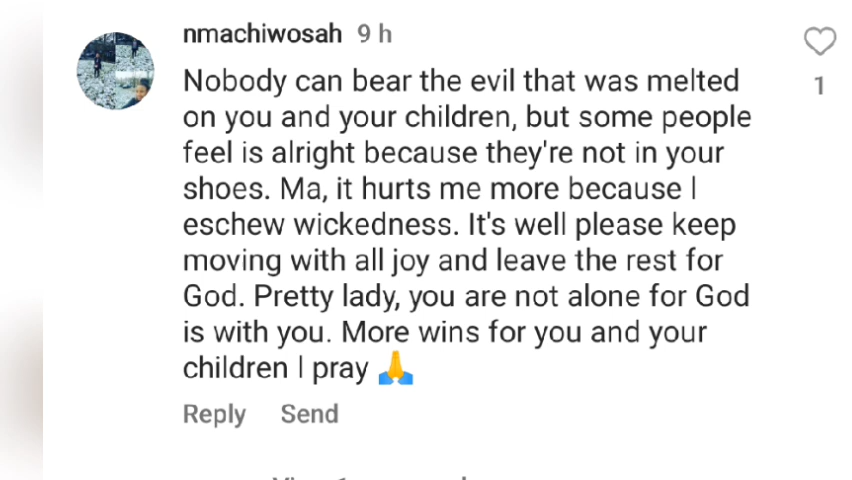 nmachiwosah 9 h
Nobody can bear the evil that was melted
on you and your children, but some people
feel is alright because they're not in your
shoes. Ma, it hurts me more because I
eschew wickedness. It's well please keep
moving with all joy and leave the rest for
God. Pretty lady, you are not alone for God
is with you. More wins for you and your
children I pray 🙏
1
Reply Send